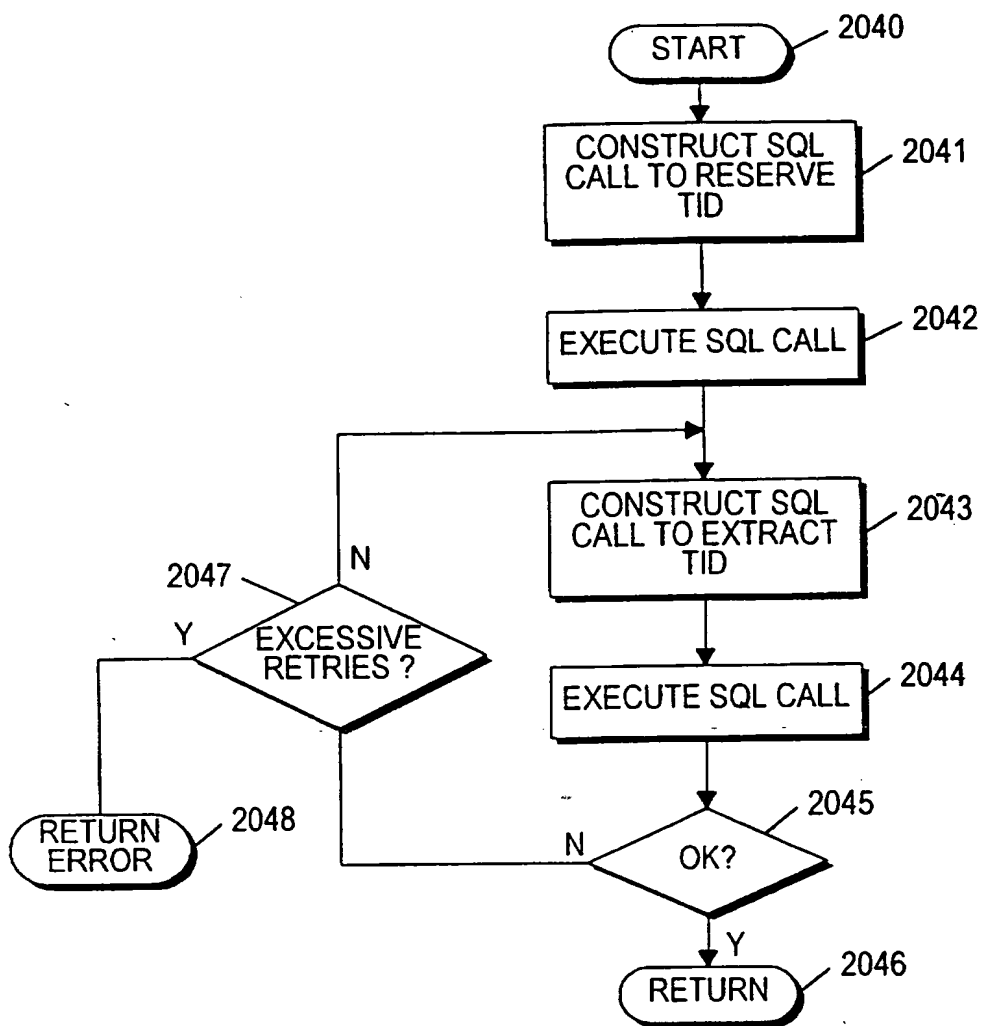 START
2040
CONSTRUCT SQL
CALL TO RESERVE
TID
2041
EXECUTE SQL CALL
2042
CONSTRUCT SQL
CALL TO EXTRACT
TID
2043
N
2047
Y
EXCESSIVE
RETRIES ?
EXECUTE SQL CALL
2044
RETURN
ERROR
2048
2045
N
OK?
Y
RETURN
2046